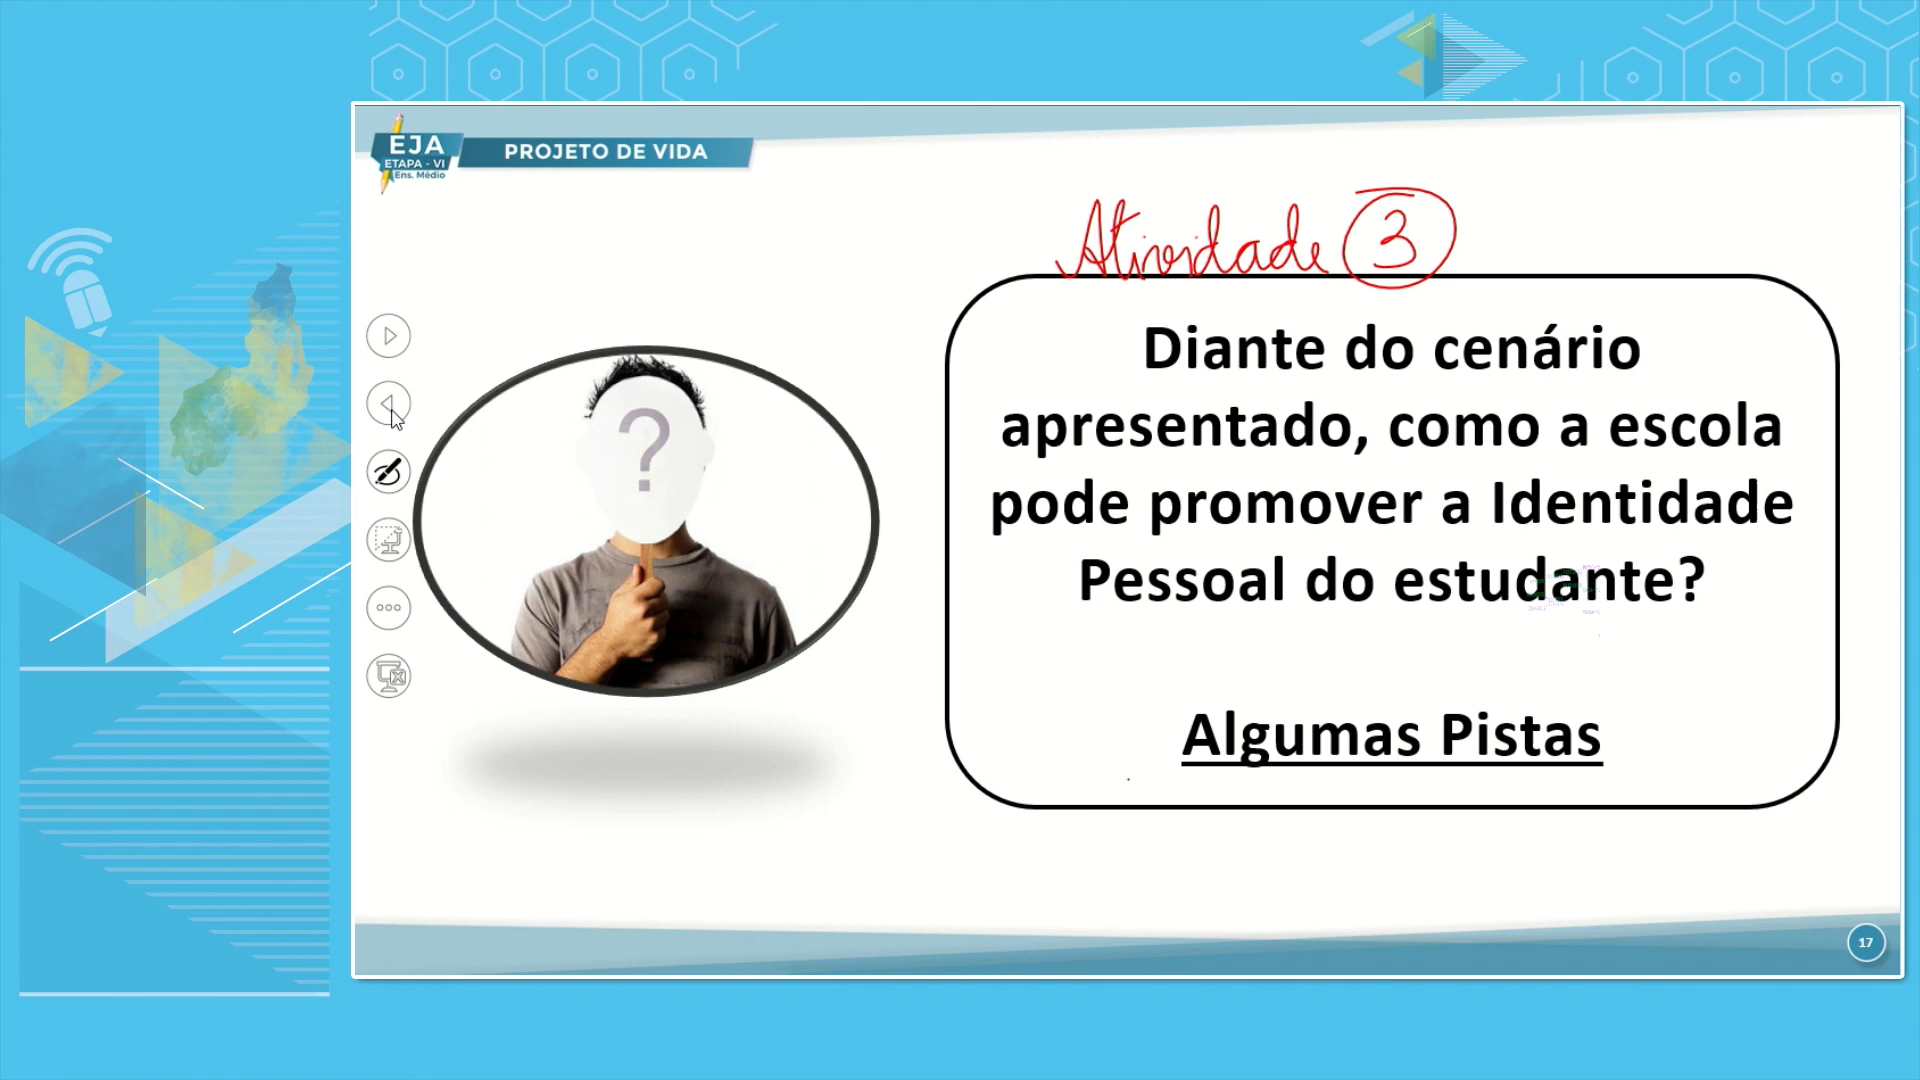 EJA
ETAPA - VI
Ens. Médio
PROJETO DE VIDA
Atividade 3
Diante do cenário
apresentado, como a escola
pode promover a Identidade
Pessoal do estudante?
Algumas Pistas
?
17